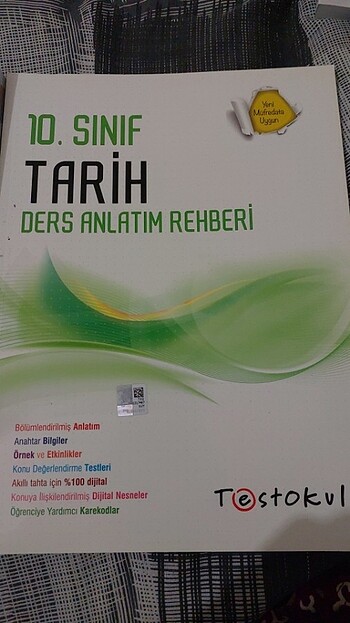 Yeni
Müfredata
Uygun
10. SINIF
TARİH
DERS ANLATIM REHBERİ
Bölümlendirilmiş Anlatım
Anahtar Bilgiler
Örnek ve Etkinlikler
Konu Değerlendirme Testleri
Akıllı tahta için %100 dijital
Konuya İlişkilendirilmiş Dijital Nesneler
Öğrenciye Yardımcı Karekodlar
Testokul